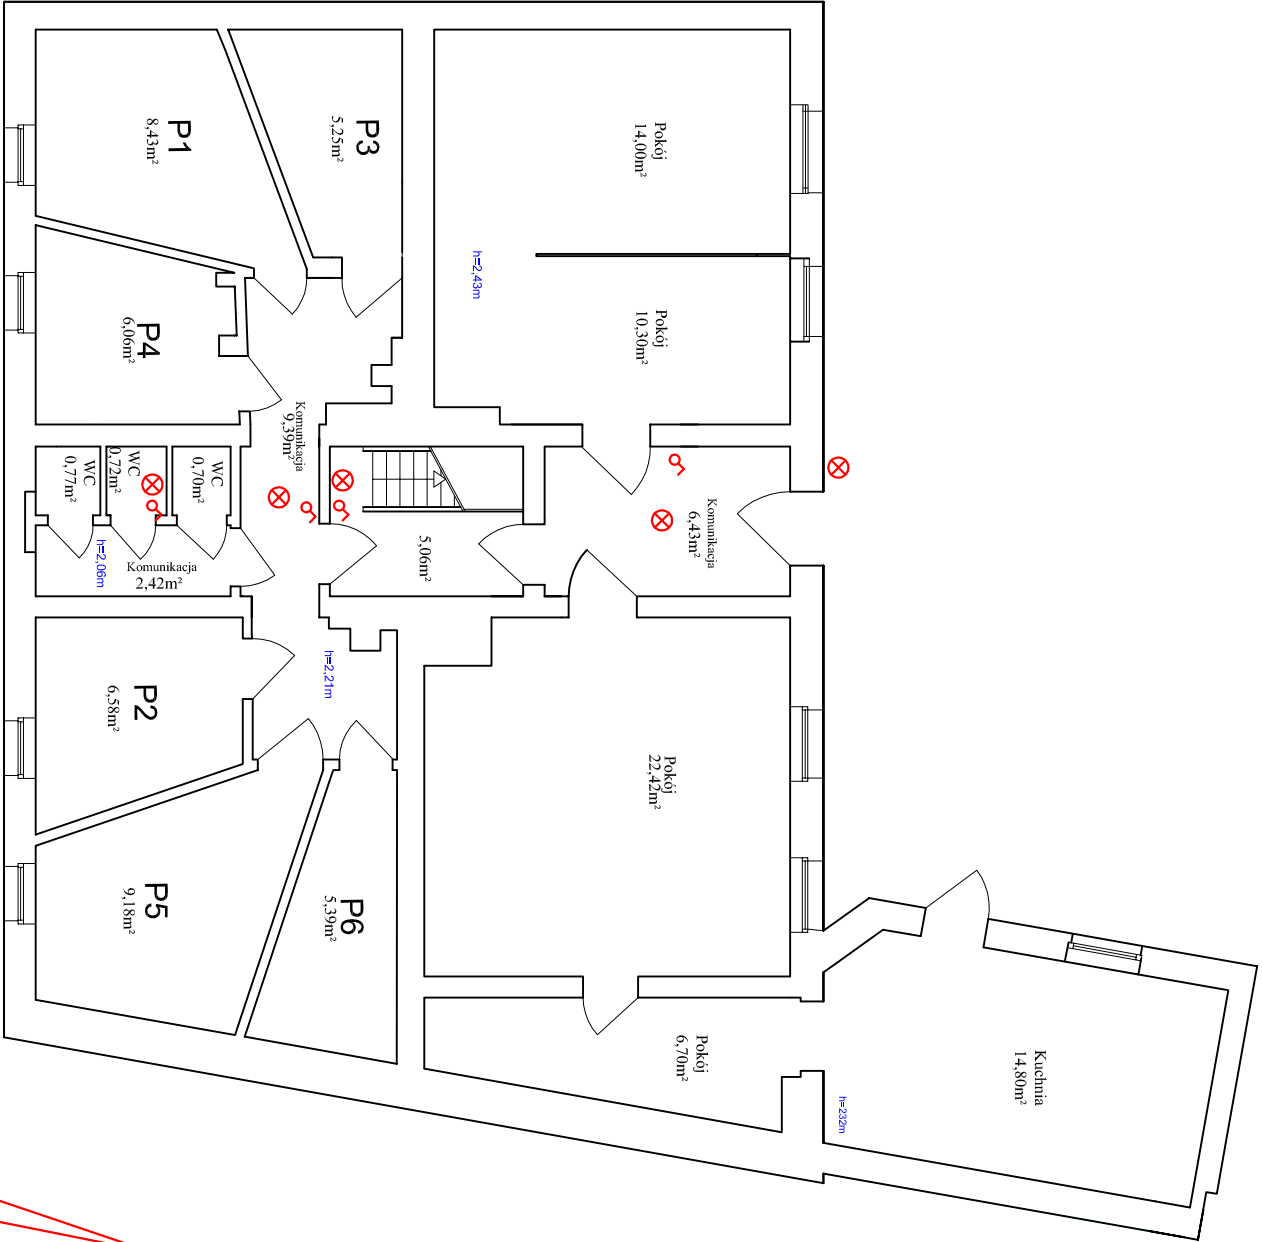 P1
8,43m²
P3
5,25m²
Pokój
14,00m²
h=2,43m
Pokój
10,30m²
P4
6,06m²
Komunikacja
9,39m²
WC
0,77m²
WC
0,72m²
WC
0,70m²
h=2,06m
Komunikacja
2,42m²
5,06m²
Komunikacja
6,43m²
P2
6,58m²
h=2,21m
Pokój
22,42m²
P5
9,18m²
P6
5,39m²
Pokój
6,70m²
h=232m
Kuchnia
14,80m²